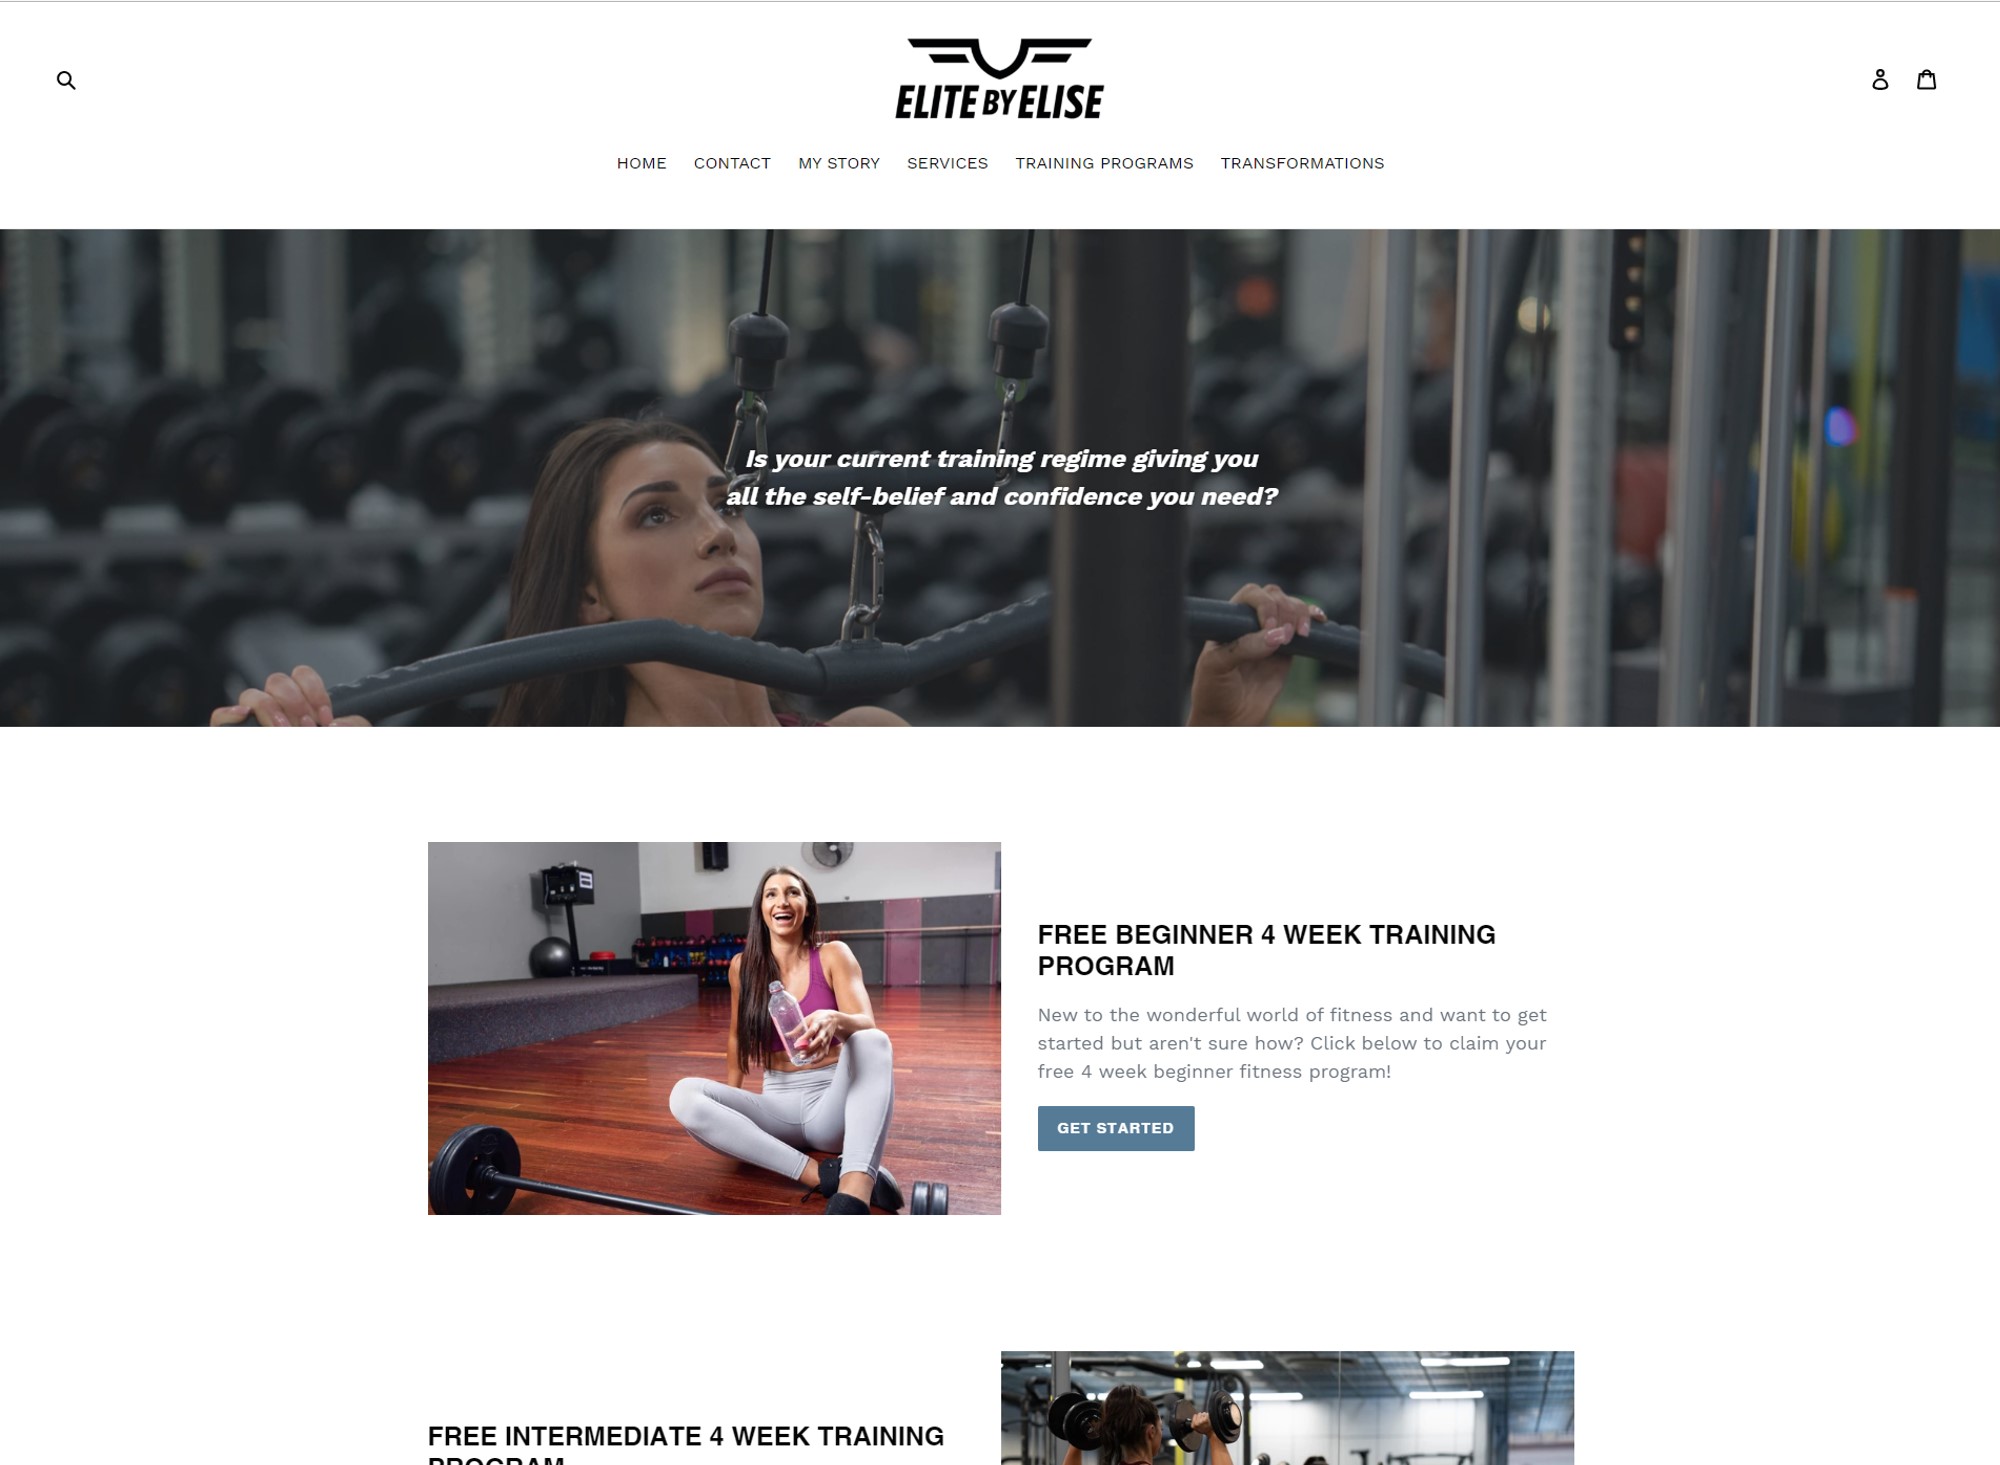 ELITE BY ELISE
HOME CONTACT MY STORY SERVICES TRAINING PROGRAMS TRANSFORMATIONS
Is your current training regime giving you
all the self-belief and confidence you need?
FREE BEGINNER 4 WEEK TRAINING
PROGRAM
New to the wonderful world of fitness and want to get
started but aren't sure how? Click below to claim your
free 4 week beginner fitness program!
GET STARTED
FREE INTERMEDIATE 4 WEEK TRAINING
PROGRAM